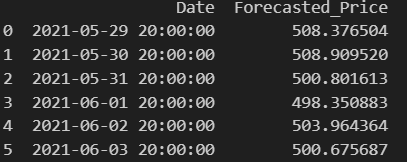 Date Forecasted_Price
0 2021-05-29 20:00:00 508.376504
1 2021-05-30 20:00:00 508.909520
2 2021-05-31 20:00:00 500.801613
3 2021-06-01 20:00:00 498.350883
4 2021-06-02 20:00:00 503.964364
5 2021-06-03 20:00:00 500.675687